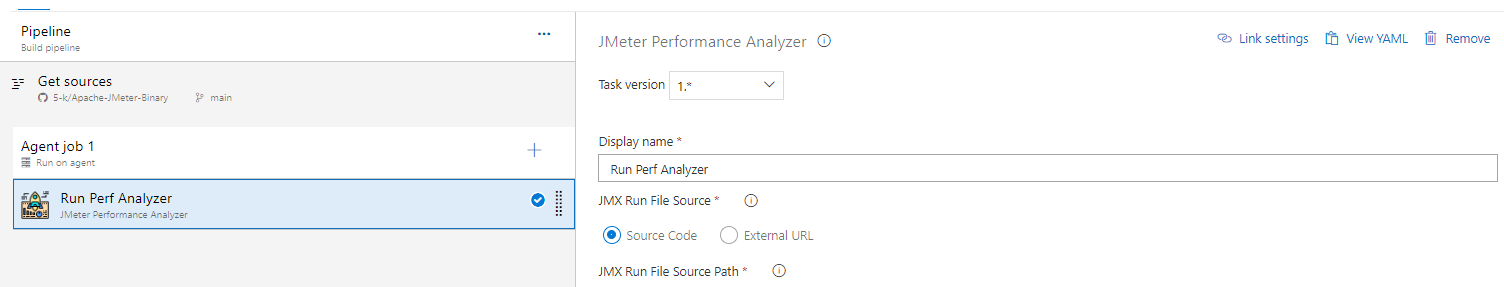 Pipeline
Build pipeline
Get sources
5-k/Apache-JMeter-Binary main
Agent job 1
Run on agent
Run Perf Analyzer
JMeter Performance Analyzer
JMeter Performance Analyzer
Link settings View YAML Remove
Task version 1.*
Display name *
Run Perf Analyzer
JMX Run File Source *
Source Code External URL
JMX Run File Source Path *